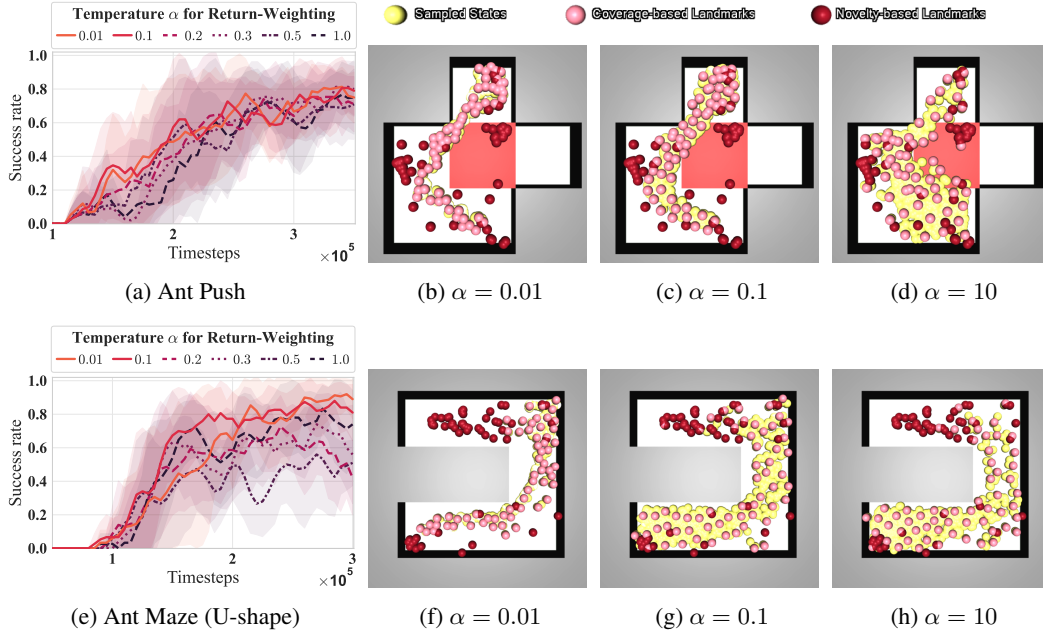 Temperature α for Return-Weighting
0.01 0.1 0.2 0.3 0.5 1.0
1.0
0.8
0.6
0.4
0.2
0.0
Success rate
1 2 3
Timesteps
×10⁵
(a) Ant Push
Sampled States Coverage-based Landmarks Novelty-based Landmarks
(b) α = 0.01
(c) α = 0.1
(d) α = 10
Temperature α for Return-Weighting
0.01 0.1 0.2 0.3 0.5 1.0
1.0
0.8
0.6
0.4
0.2
0.0
Success rate
1 2 3
Timesteps
×10⁵
(e) Ant Maze (U-shape)
(f) α = 0.01
(g) α = 0.1
(h) α = 10